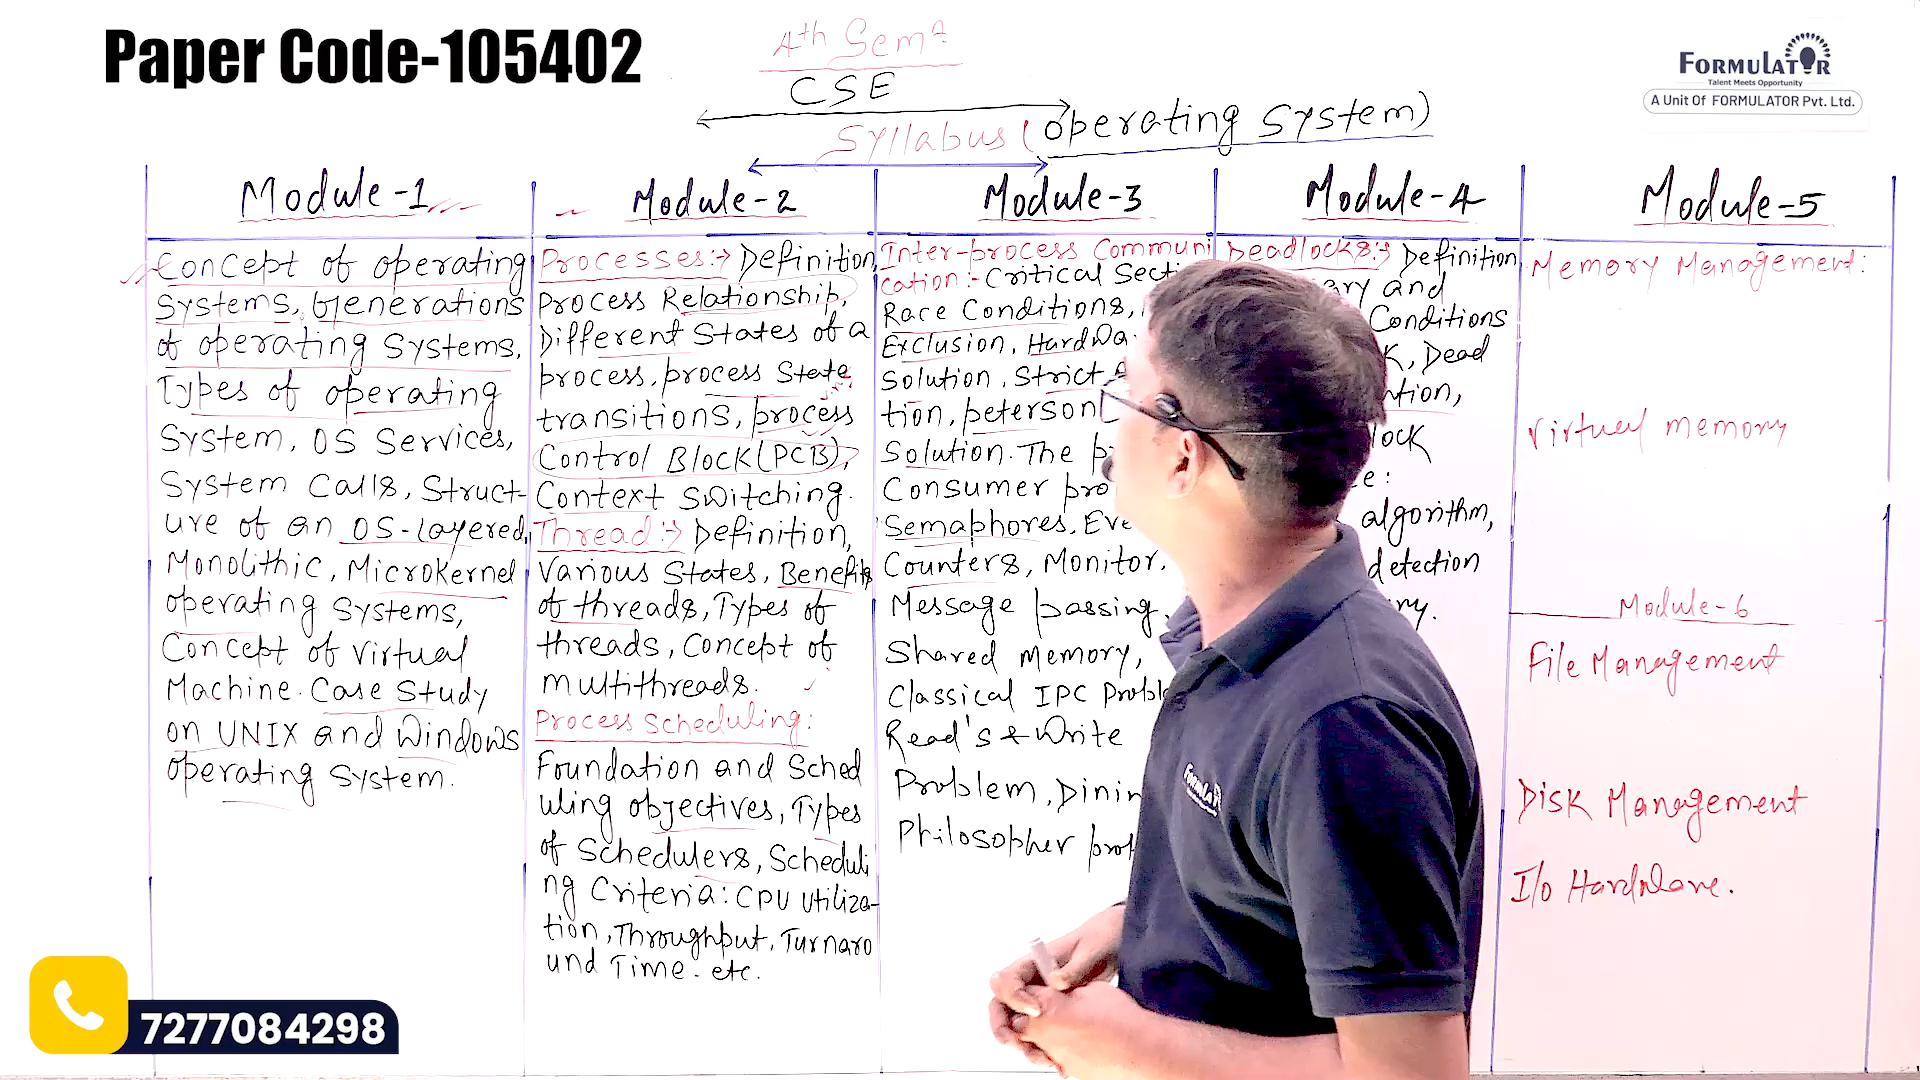 Paper Code-105402
4th Sem
CSE
Syllabus (operating System)
FORMULATOR
Talent Meets Opportunity
A Unit Of FORMULATOR Pvt. Ltd.
Module-1
Concept of operating
Systems, Generations
of operating Systems,
Types of operating
System, OS Services,
System Calls, Struct-
ure of an OS-layered,
Monolithic, Microkernel
operating Systems,
Concept of Virtual
Machine. Case Study
on UNIX and Windows
operating System.
Module-2
Processes:→ Definition,
Process Relationship,
Different States of a
process, process State
transitions, process
Control Block (PCB),
Context Switching.
Thread:→ Definition,
Various States, Benefits
of threads, Types of
threads, Concept of
multithreads.
Process Scheduling:
Foundation and Sched
uling objectives, Types
of Schedulers, Scheduli
ng Criteria: CPU utiliza-
tion, Throughput, Turnaro
und Time. etc.
Module-3
Inter-process Communi
cation:- Critical
Race Conditions,
Exclusion,
Solution, Strict
tion, peterson
Solution. The
Consumer
Semaphores,
Counters, Monitor.
Message passing,
Shared memory,
Classical IPC
Read's & Write
Problem,
Philosopher
Module-4
Deadlocks:→ Definition,
and
Conditions
Dead
algorithm,
detection
Module-5
Memory Management:
Virtual memory
Module-6
File Management
Disk Management
I/o Hardware.
FORMULATR
7277084298